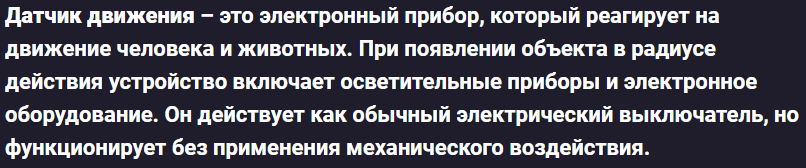 Датчик движения – это электронный прибор, который реагирует на
движение человека и животных. При появлении объекта в радиусе
действия устройство включает осветительные приборы и электронное
оборудование. Он действует как обычный электрический выключатель, но
функционирует без применения механического воздействия.